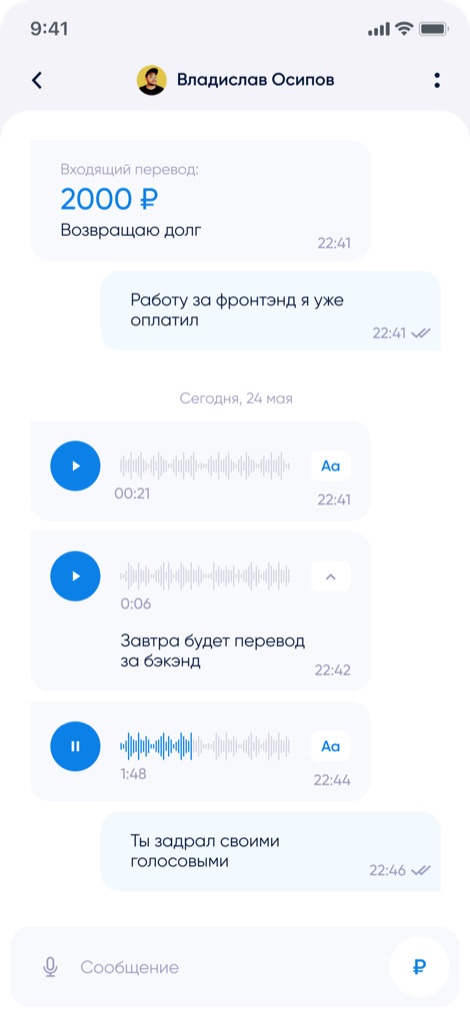 9:41
Владислав Осипов
Входящий перевод:
2000 ₽
Возвращаю долг
22:41
Работу за фронтэнд я уже
оплатил
22:41
Сегодня, 24 мая
Aa
00:21
22:41
0:06
Завтра будет перевод
за бэкэнд
22:42
Aa
1:48
22:44
Ты задрал своими
голосовыми
22:46
Сообщение
₽